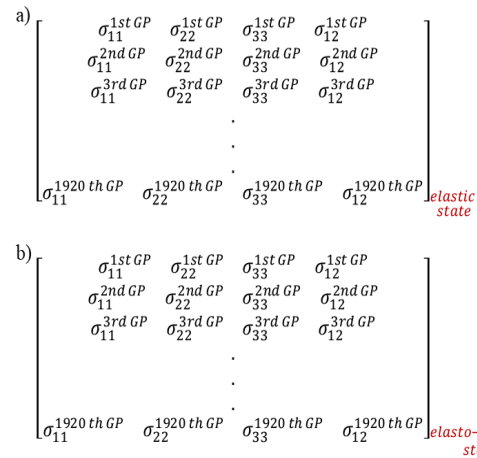 a)
σ₁₁^{1st GP} σ₂₂^{1st GP} σ₃₃^{1st GP} σ₁₂^{1st GP}
σ₁₁^{2nd GP} σ₂₂^{2nd GP} σ₃₃^{2nd GP} σ₁₂^{2nd GP}
σ₁₁^{3rd GP} σ₂₂^{3rd GP} σ₃₃^{3rd GP} σ₁₂^{3rd GP}
.
.
.
σ₁₁^{1920 th GP} σ₂₂^{1920 th GP} σ₃₃^{1920 th GP} σ₁₂^{1920 th GP}
elastic
state
b)
σ₁₁^{1st GP} σ₂₂^{1st GP} σ₃₃^{1st GP} σ₁₂^{1st GP}
σ₁₁^{2nd GP} σ₂₂^{2nd GP} σ₃₃^{2nd GP} σ₁₂^{2nd GP}
σ₁₁^{3rd GP} σ₂₂^{3rd GP} σ₃₃^{3rd GP} σ₁₂^{3rd GP}
.
.
.
σ₁₁^{1920 th GP} σ₂₂^{1920 th GP} σ₃₃^{1920 th GP} σ₁₂^{1920 th GP}
elasto-
st